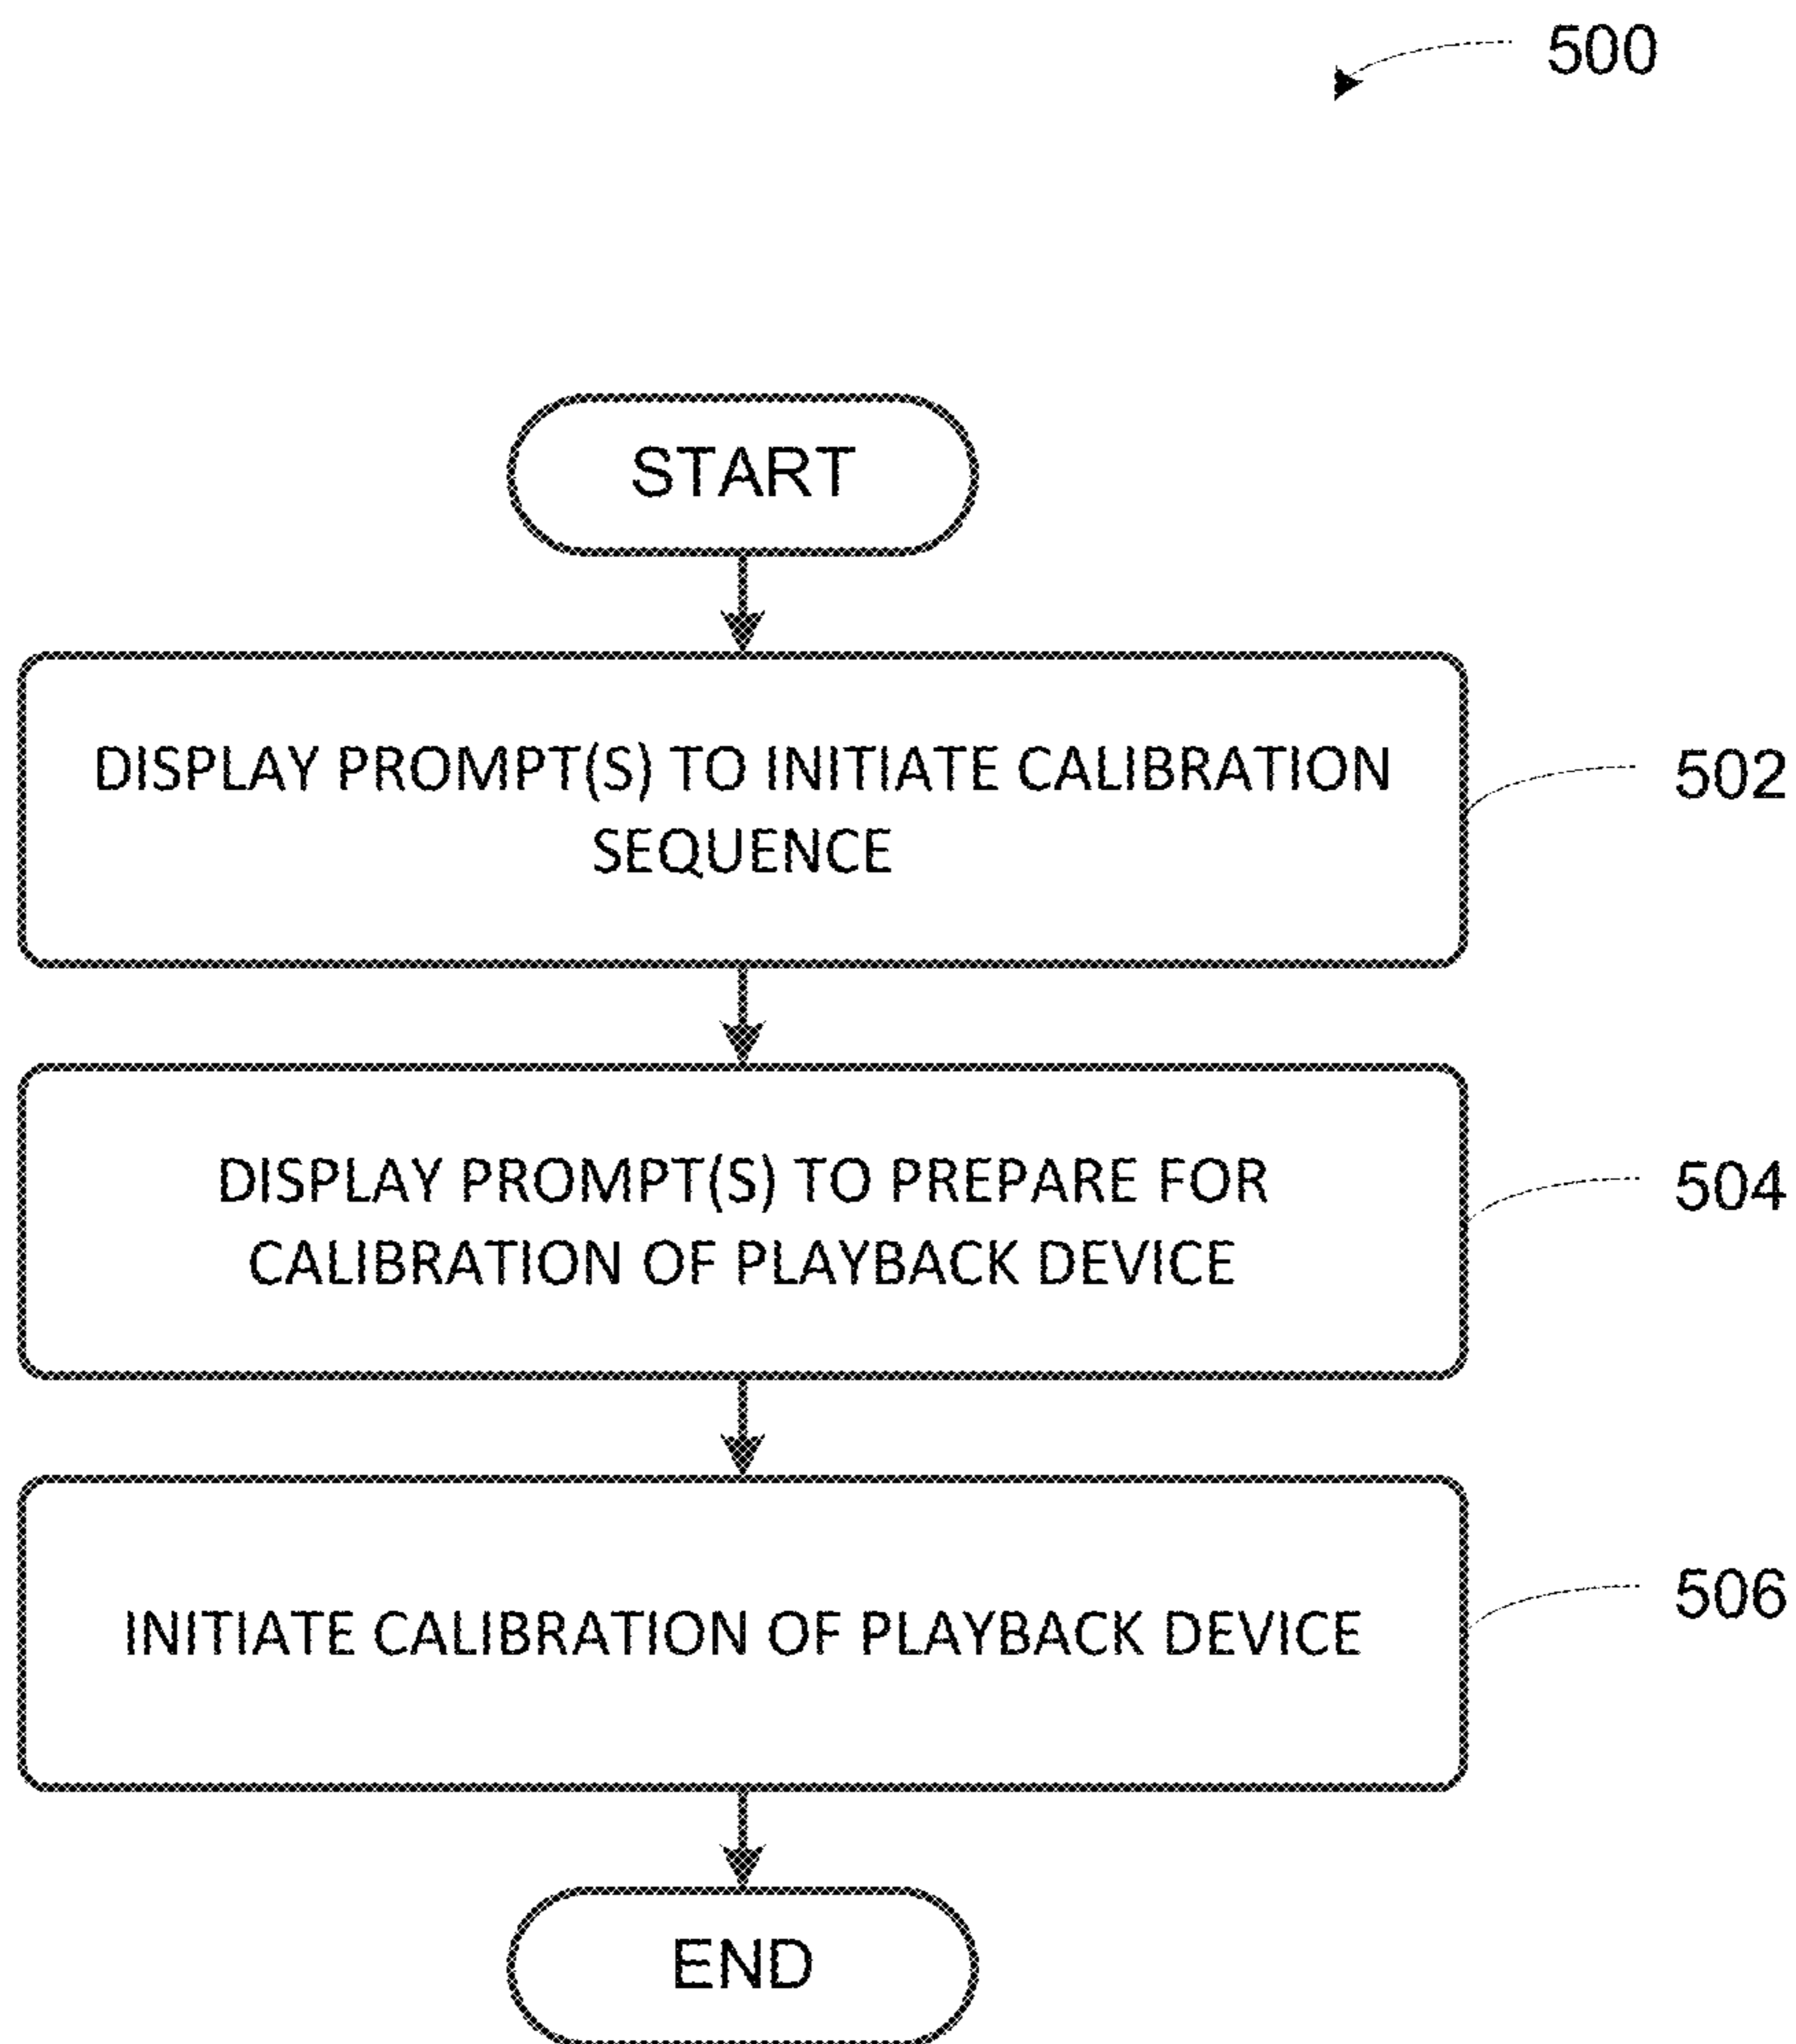 500
START
DISPLAY PROMPT(S) TO INITIATE CALIBRATION
SEQUENCE
502
DISPLAY PROMPT(S) TO PREPARE FOR
CALIBRATION OF PLAYBACK DEVICE
504
INITIATE CALIBRATION OF PLAYBACK DEVICE
506
END